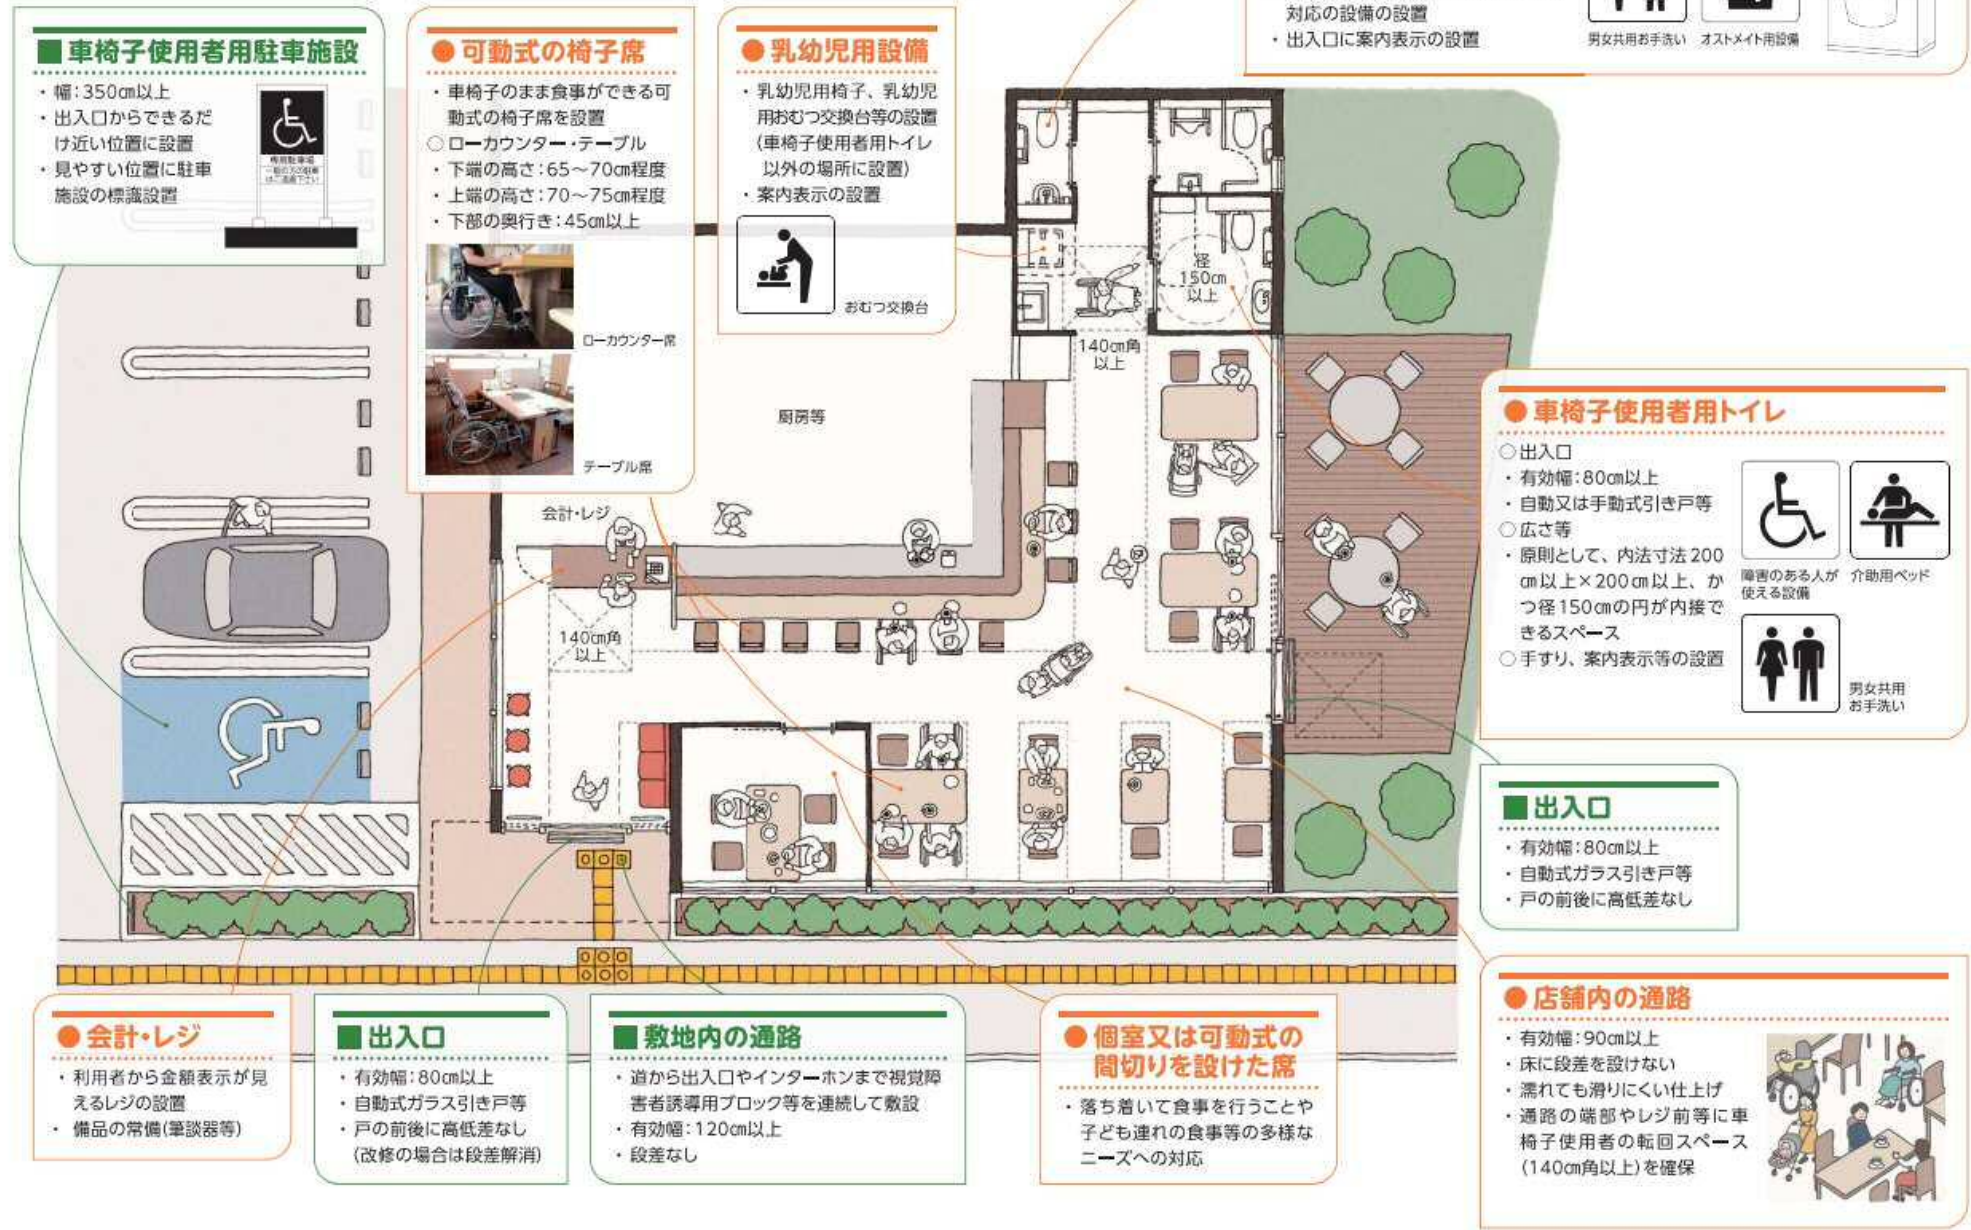 ■車椅子使用者用駐車施設
・幅：350㎝以上
・出入口からできるだ
け近い位置に設置
・見やすい位置に駐車
施設の標識設置
●可動式の椅子席
・車椅子のまま食事ができる可
動式の椅子席を設置
○ローカウンター・テーブル
・下端の高さ：65～70㎝程度
・上端の高さ：70～75㎝程度
・下部の奥行き：45㎝以上
ローカウンター席
テーブル席
●乳幼児用設備
・乳幼児用椅子、乳幼児
用おむつ交換台等の設置
(車椅子使用者用トイレ
以外の場所に設置)
・案内表示の設置
おむつ交換台
対応の設備の設置
・出入口に案内表示の設置
男女共用お手洗い
オストメイト用設備
径
150㎝
以上
140㎝角
以上
厨房等
会計・レジ
140㎝角
以上
●車椅子使用者用トイレ
○出入口
・有効幅：80㎝以上
・自動又は手動式引き戸等
○広さ等
・原則として、内法寸法200
㎝以上×200㎝以上、か
つ径150㎝の円が内接で
きるスペース
○手すり、案内表示等の設置
障害のある人が
使える設備
介助用ベッド
男女共用
お手洗い
■出入口
・有効幅：80㎝以上
・自動式ガラス引き戸等
・戸の前後に高低差なし
●会計・レジ
・利用者から金額表示が見
えるレジの設置
・備品の常備(筆談器等)
■出入口
・有効幅：80㎝以上
・自動式ガラス引き戸等
・戸の前後に高低差なし
(改修の場合は段差解消)
■敷地内の通路
・道から出入口やインターホンまで視覚障
害者誘導用ブロック等を連続して敷設
・有効幅：120㎝以上
・段差なし
●個室又は可動式の
間切りを設けた席
・落ち着いて食事を行うことや
子ども連れの食事等の多様な
ニーズへの対応
●店舗内の通路
・有効幅：90㎝以上
・床に段差を設けない
・濡れても滑りにくい仕上げ
・通路の端部やレジ前等に車
椅子使用者の転回スペース
(140㎝角以上)を確保